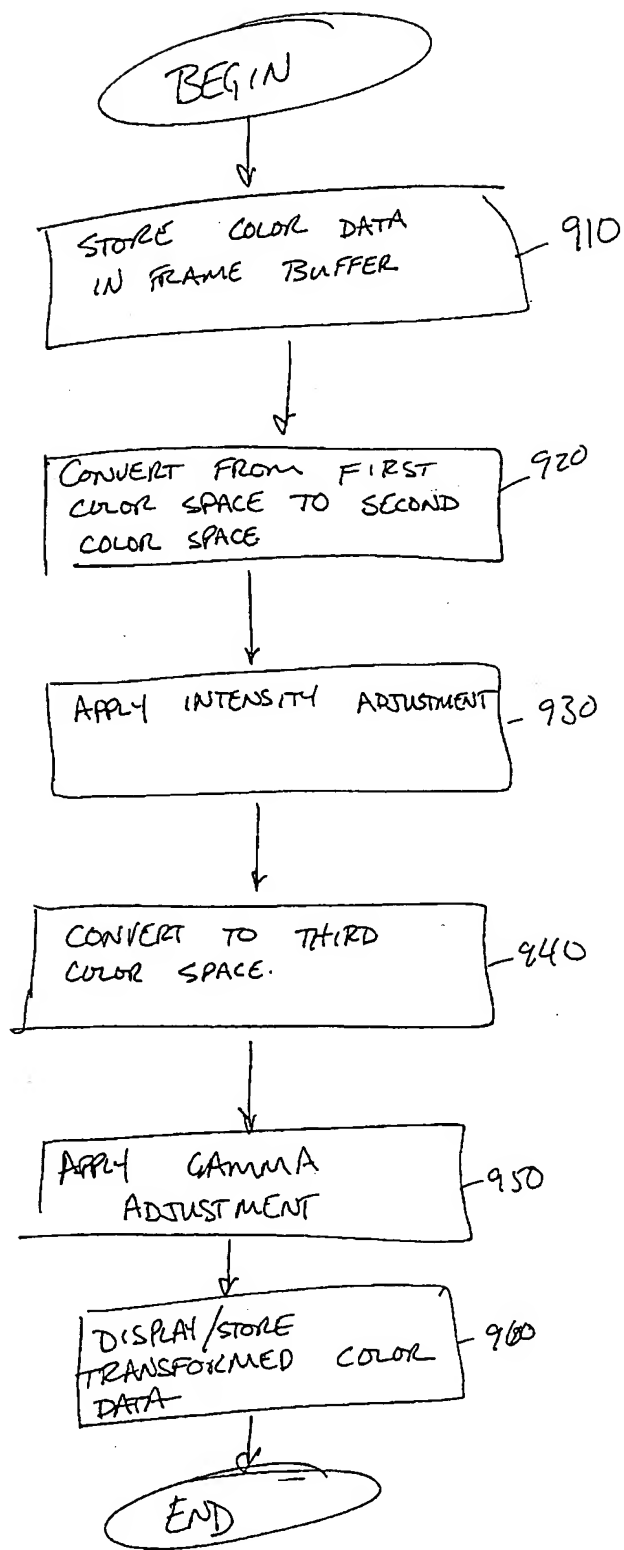 BEGIN
STORE COLOR DATA
IN FRAME BUFFER
910
CONVERT FROM FIRST
COLOR SPACE TO SECOND
COLOR SPACE
920
APPLY INTENSITY ADJUSTMENT
930
CONVERT TO THIRD
COLOR SPACE.
940
APPLY GAMMA
ADJUSTMENT
950
DISPLAY/STORE
TRANSFORMED COLOR
DATA
960
END